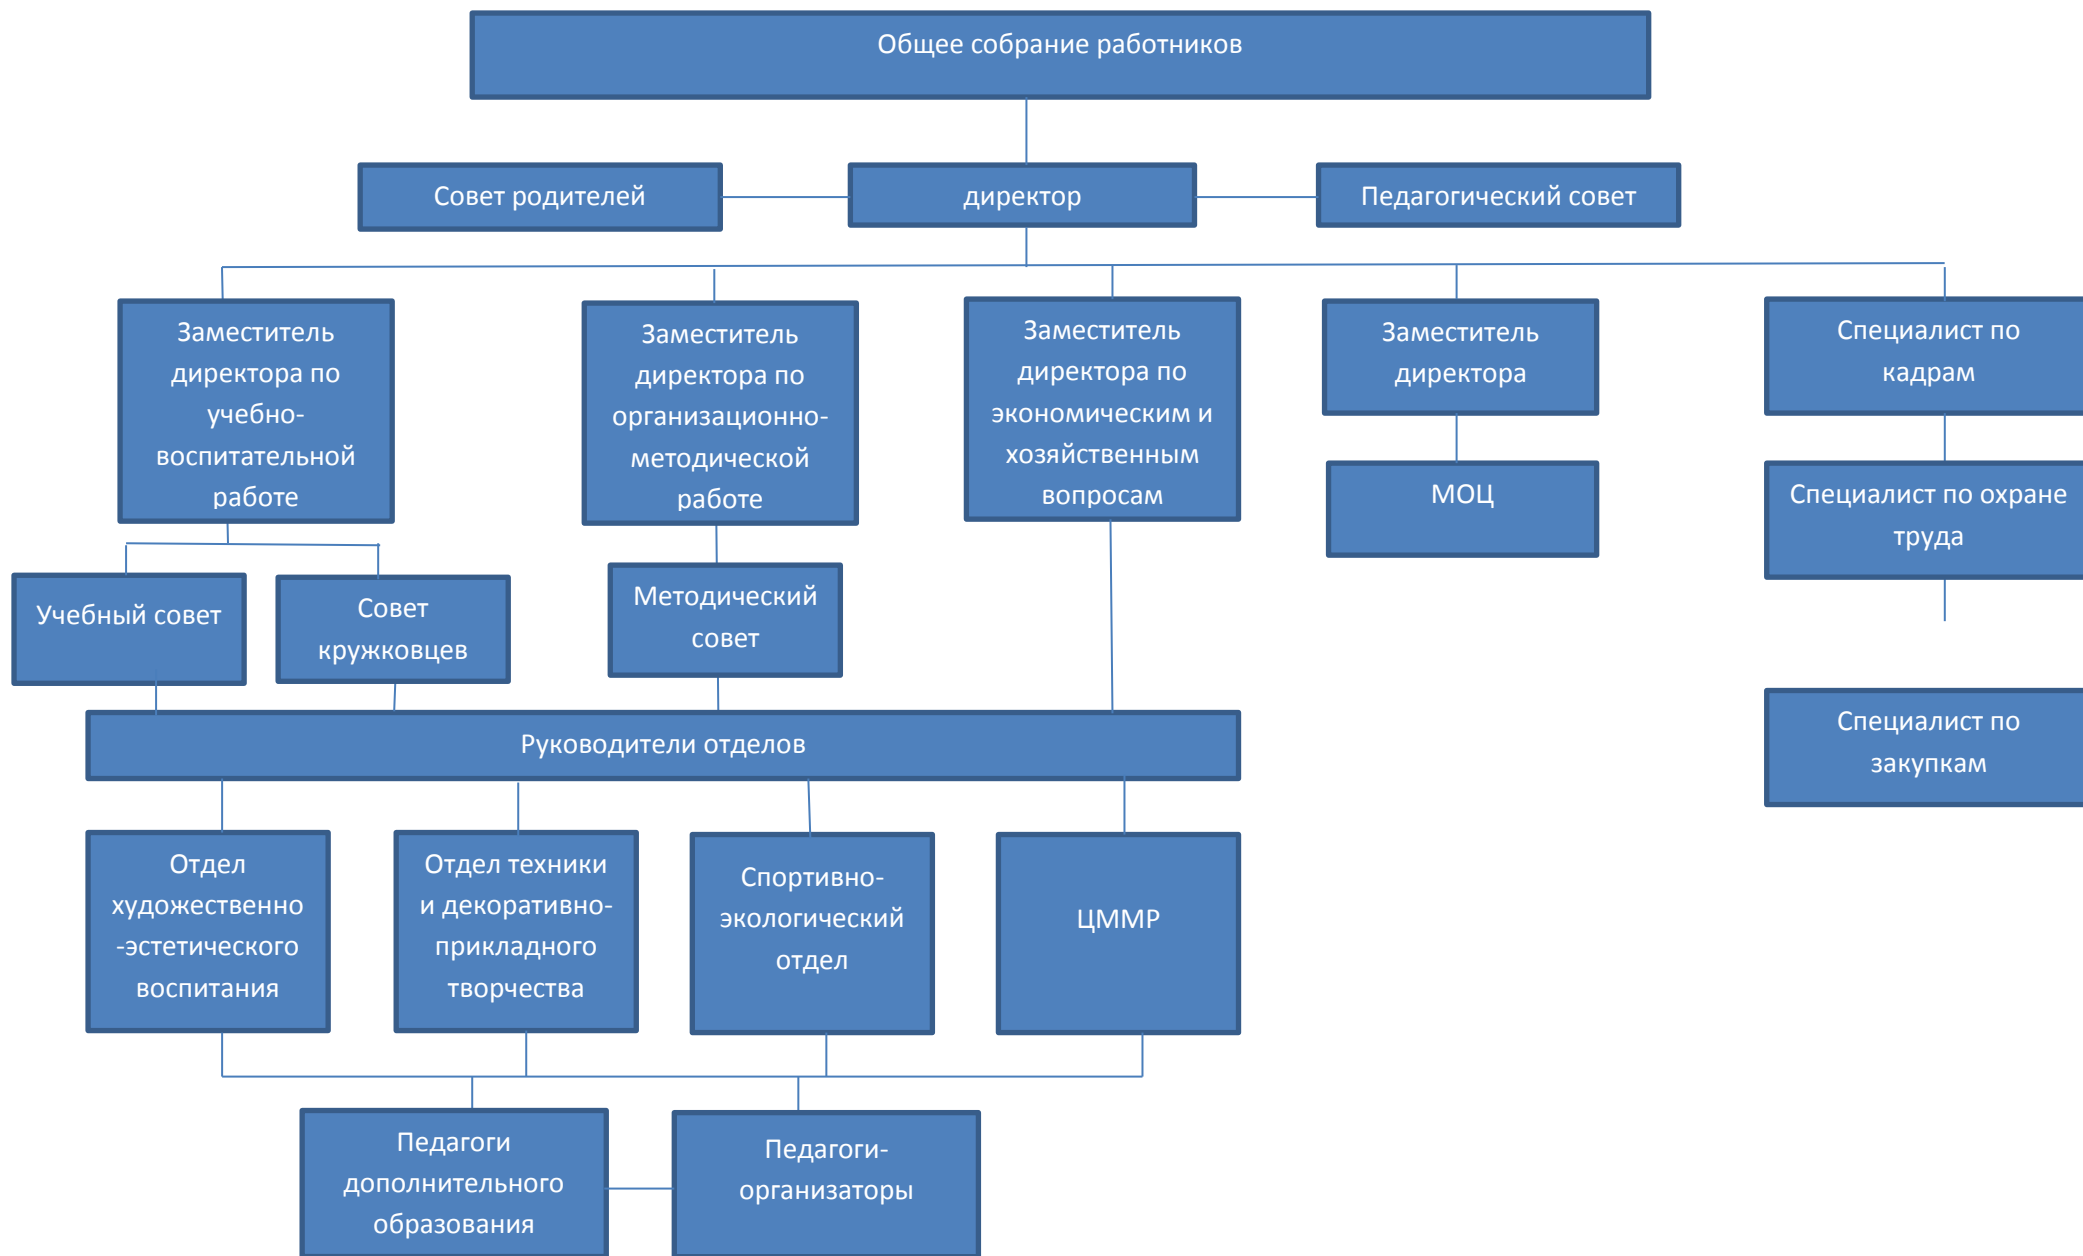 Общее собрание работников
Совет родителей
директор
Педагогический совет
Заместитель
директора по
учебно-
воспитательной
работе
Заместитель
директора по
организационно-
методической
работе
Заместитель
директора по
экономическим и
хозяйственным
вопросам
Заместитель
директора
Специалист по
кадрам
МОЦ
Специалист по охране
труда
Учебный совет
Совет
кружковцев
Методический
совет
Руководители отделов
Специалист по
закупкам
Отдел
художественно
-эстетического
воспитания
Отдел техники
и декоративно-
прикладного
творчества
Спортивно-
экологический
отдел
ЦММР
Педагоги
дополнительного
образования
Педагоги-
организаторы